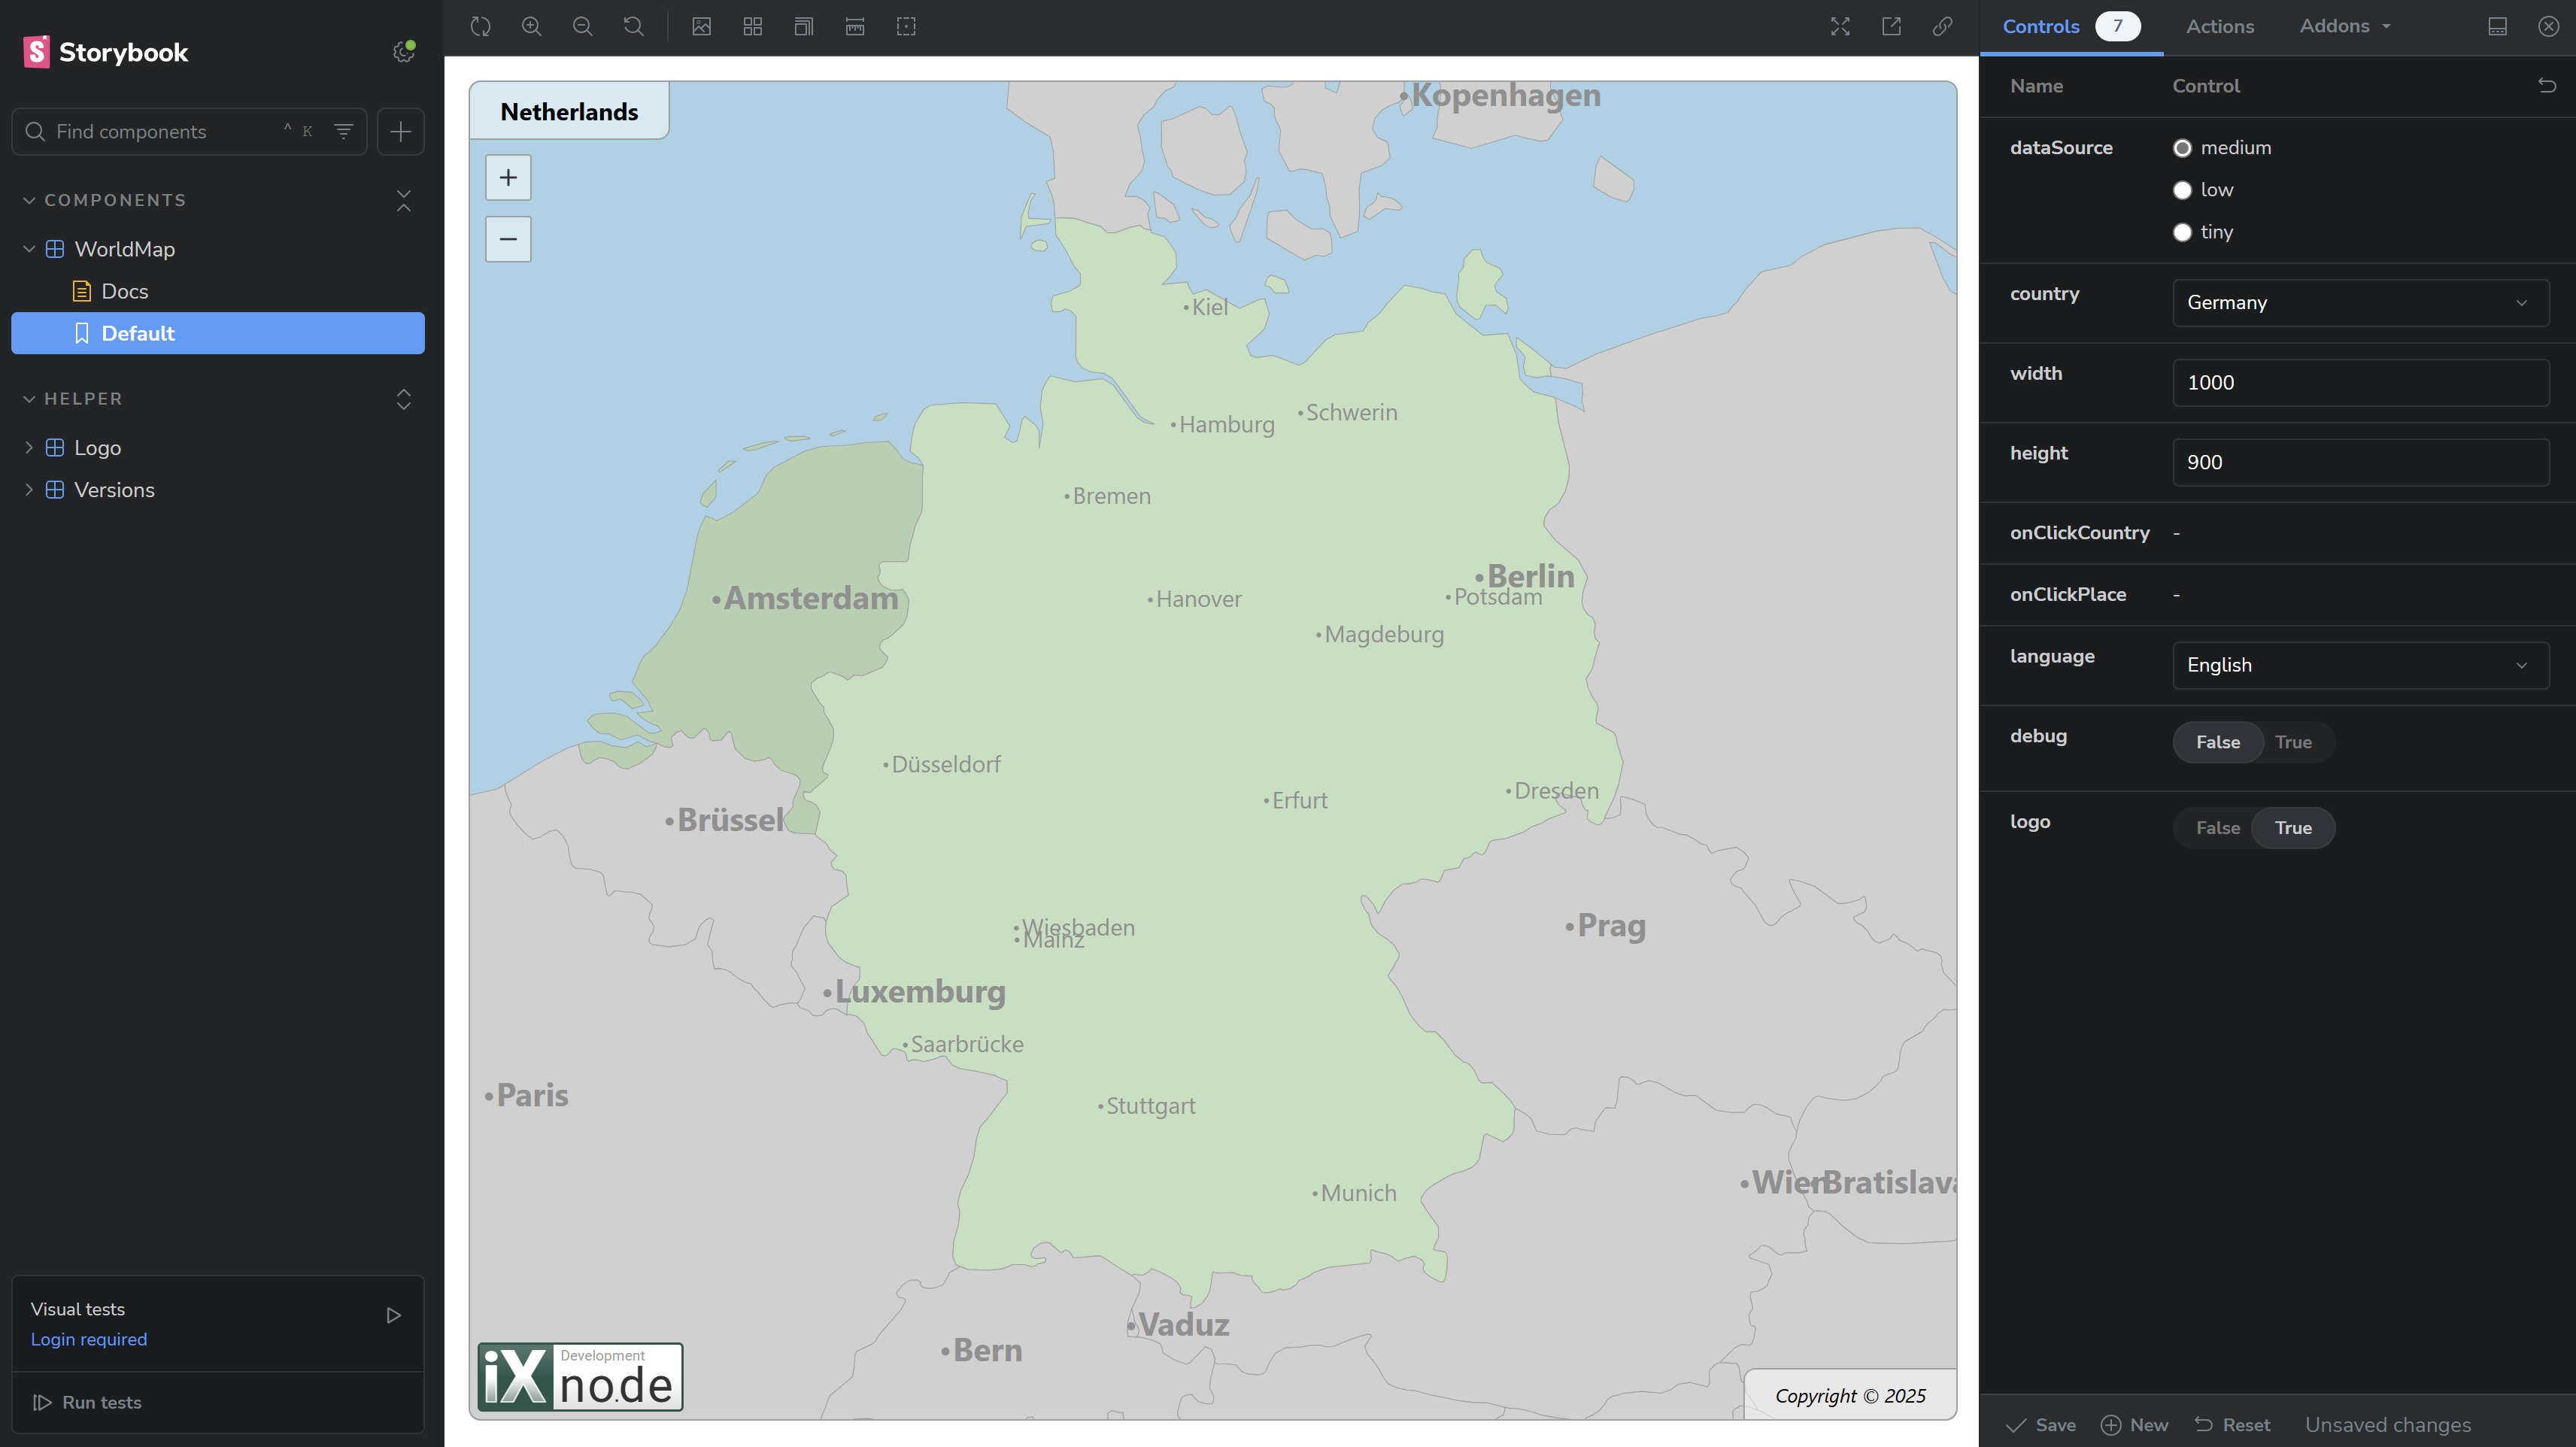 Storybook
Find components
^ K
COMPONENTS
WorldMap
Docs
Default
HELPER
Logo
Versions
Visual tests
Login required
Run tests
Netherlands
+
−
Kopenhagen
Kiel
Hamburg
Schwerin
Bremen
Berlin
Amsterdam
Hanover
Potsdam
Magdeburg
Düsseldorf
Erfurt
Dresden
Brüssel
Wiesbaden
Mainz
Prag
Luxemburg
Saarbrücke
Paris
Stuttgart
Munich
Wien
Bratislava
Vaduz
Bern
iX Development
no.de
Copyright © 2025
Controls 7 Actions Addons
Name Control
dataSource medium
low
tiny
country Germany
width 1000
height 900
onClickCountry -
onClickPlace -
language English
debug False True
logo False True
Save New Reset Unsaved changes